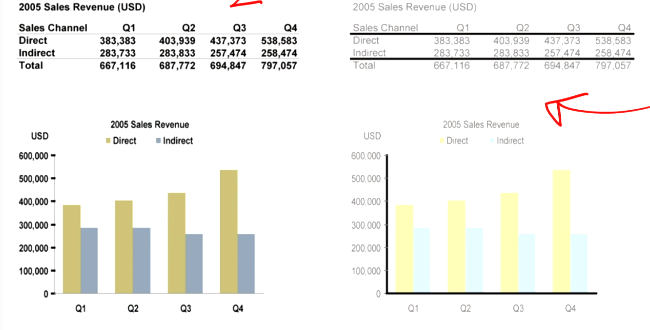 2005 Sales Revenue (USD)
Sales Channel Q1 Q2 Q3 Q4
Direct 383,383 403,939 437,373 538,583
Indirect 283,733 283,833 257,474 258,474
Total 667,116 687,772 694,847 797,057
2005 Sales Revenue
USD
Direct Indirect
600,000
500,000
400,000
300,000
200,000
100,000
0
Q1 Q2 Q3 Q4
2005 Sales Revenue (USD)
Sales Channel Q1 Q2 Q3 Q4
Direct 383,383 403,939 437,373 538,583
Indirect 283,733 283,833 257,474 258,474
Total 667,116 687,772 694,847 797,057
2005 Sales Revenue
USD
Direct Indirect
600,000
500,000
400,000
300,000
200,000
100,000
0
Q1 Q2 Q3 Q4